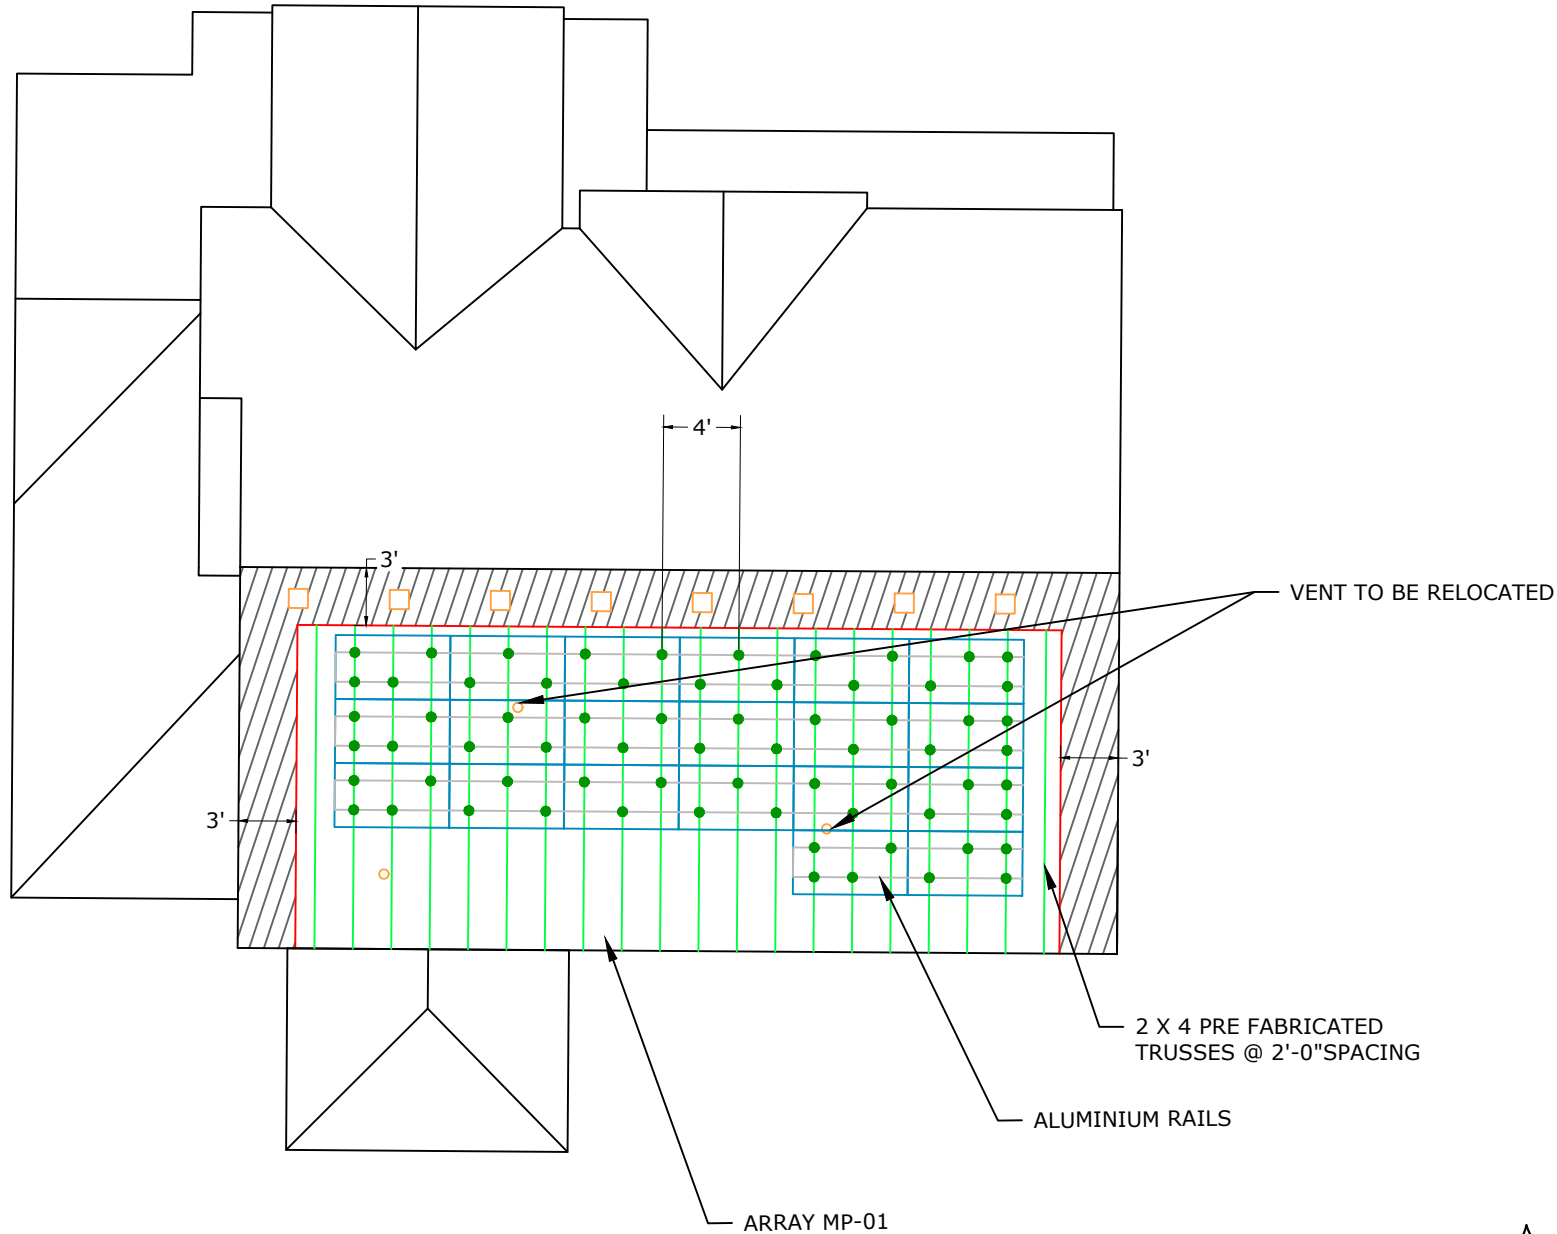 4'
3'
VENT TO BE RELOCATED
3'
3'
2 X 4 PRE FABRICATED
TRUSSES @ 2'-0"SPACING
ALUMINIUM RAILS
ARRAY MP-01